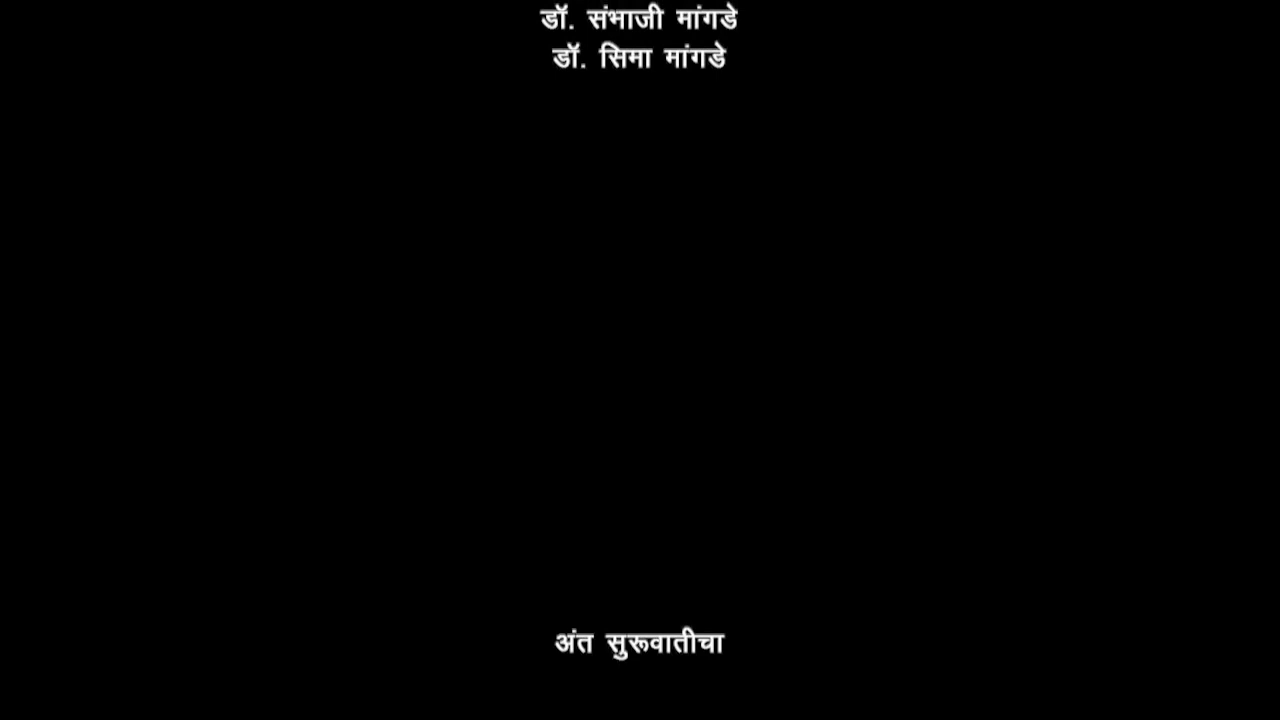 डॉ. संभाजी मांगडे
डॉ. सिमा मांगडे
अंत सुरूवातीचा